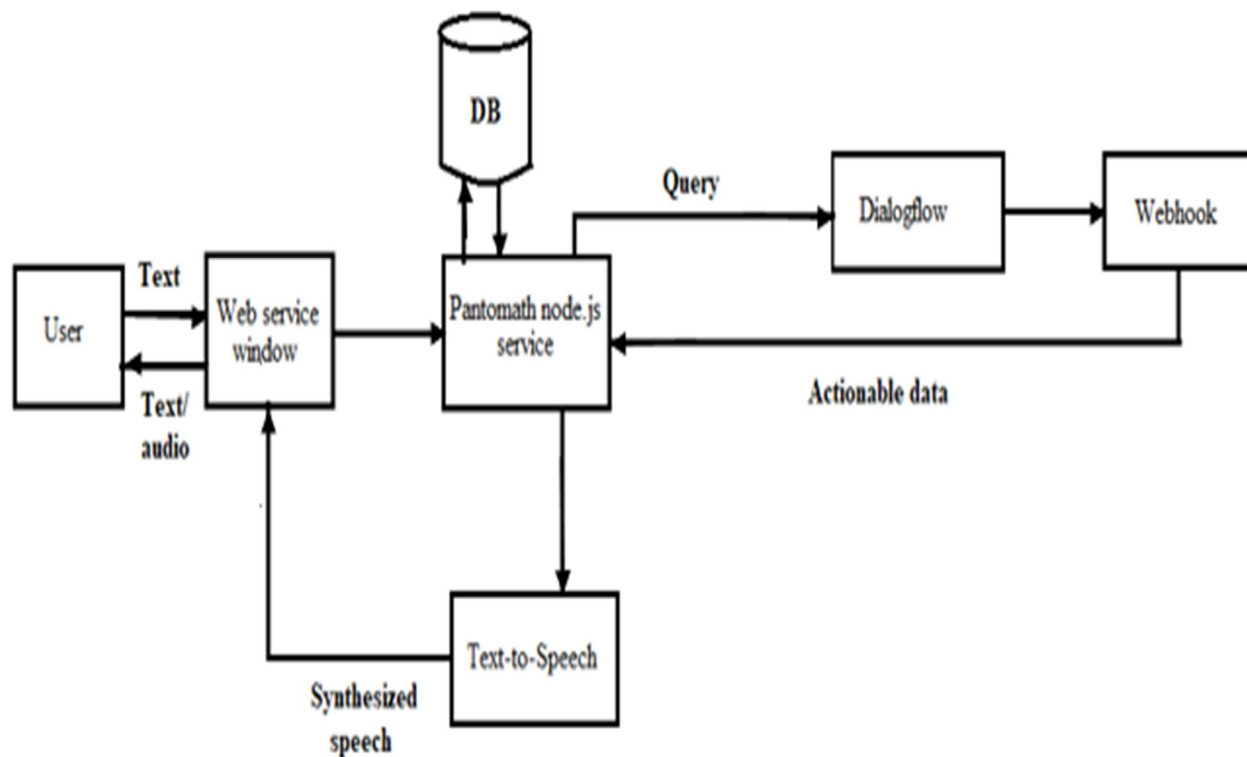 DB
Query
Dialogflow
Webhook
Text
User
Web service
window
Pantomath node.js
service
Text/
audio
Actionable data
Text-to-Speech
Synthesized
speech